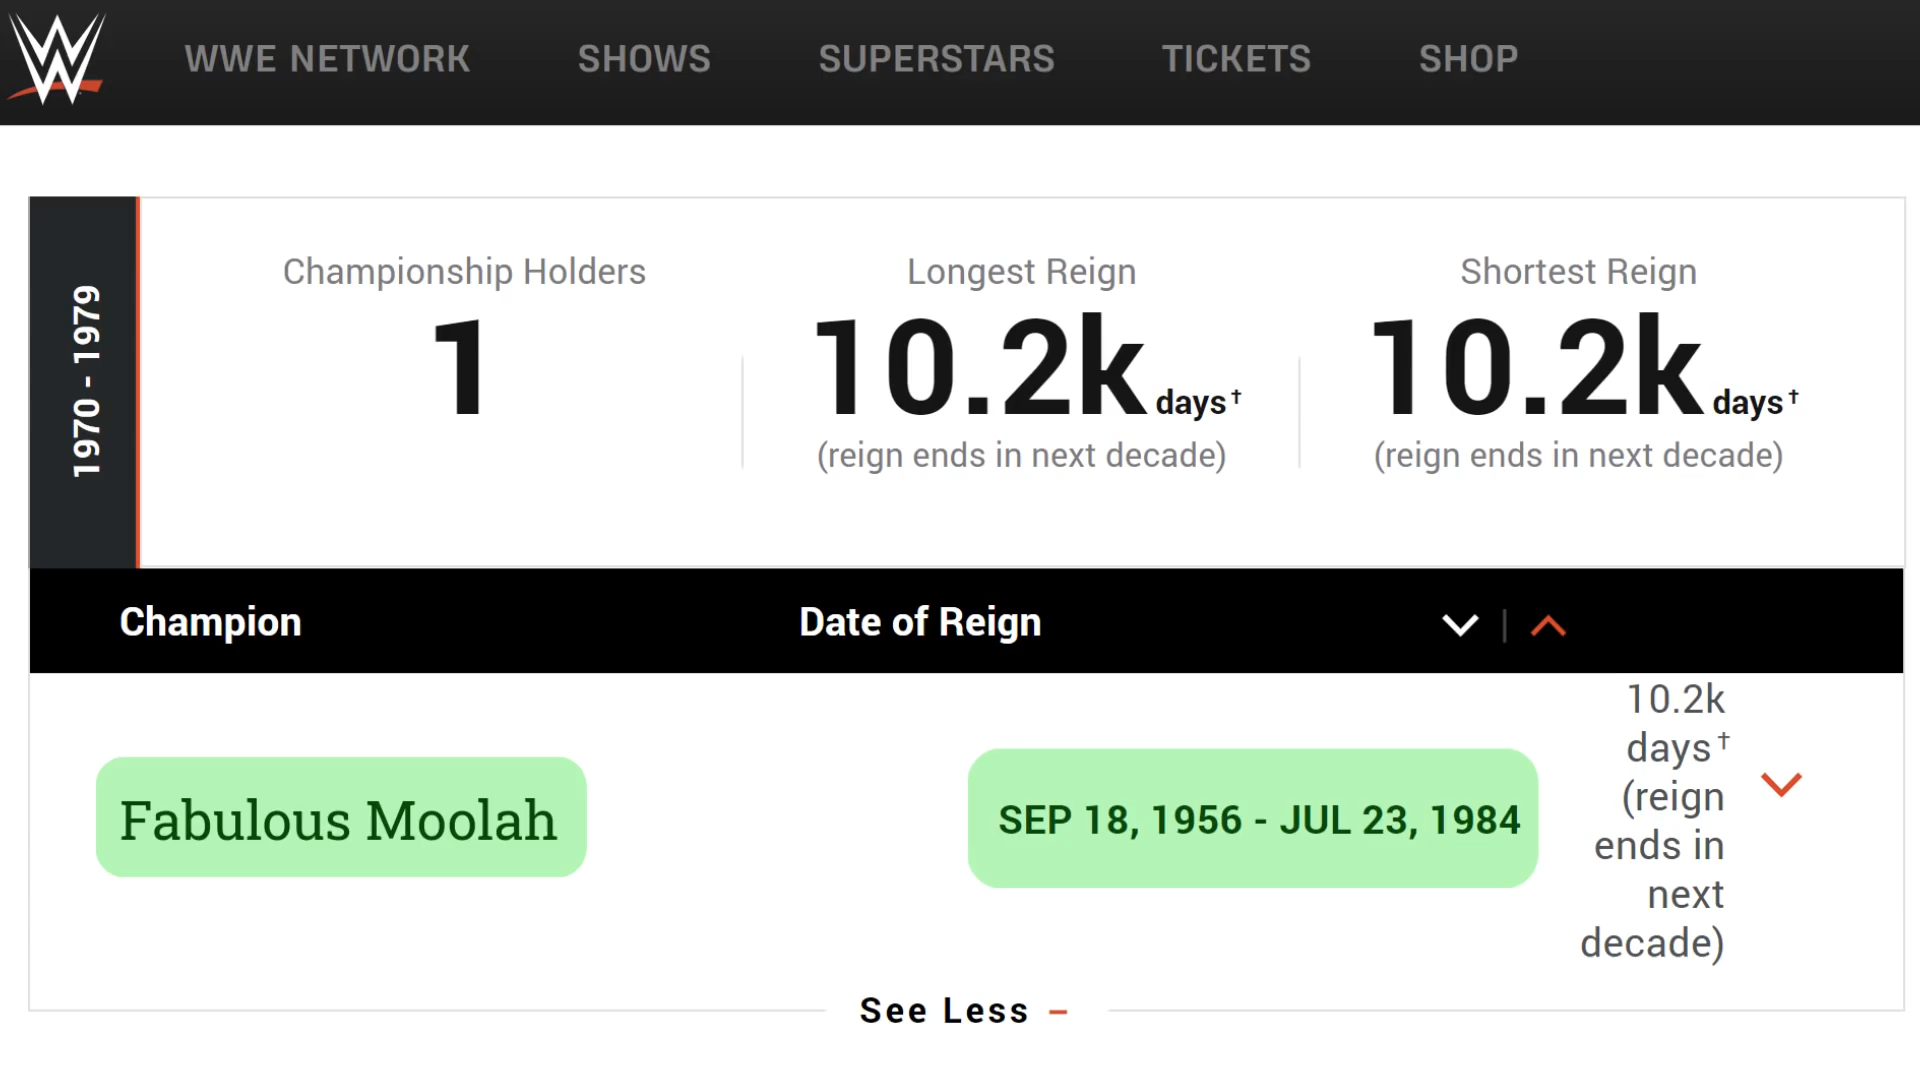 WWE NETWORK SHOWS SUPERSTARS TICKETS SHOP
1970 - 1979
Championship Holders
1
Longest Reign
10.2k days†
(reign ends in next decade)
Shortest Reign
10.2k days†
(reign ends in next decade)
Champion Date of Reign
Fabulous Moolah
SEP 18, 1956 - JUL 23, 1984
10.2k
days†
(reign
ends in
next
decade)
See Less –